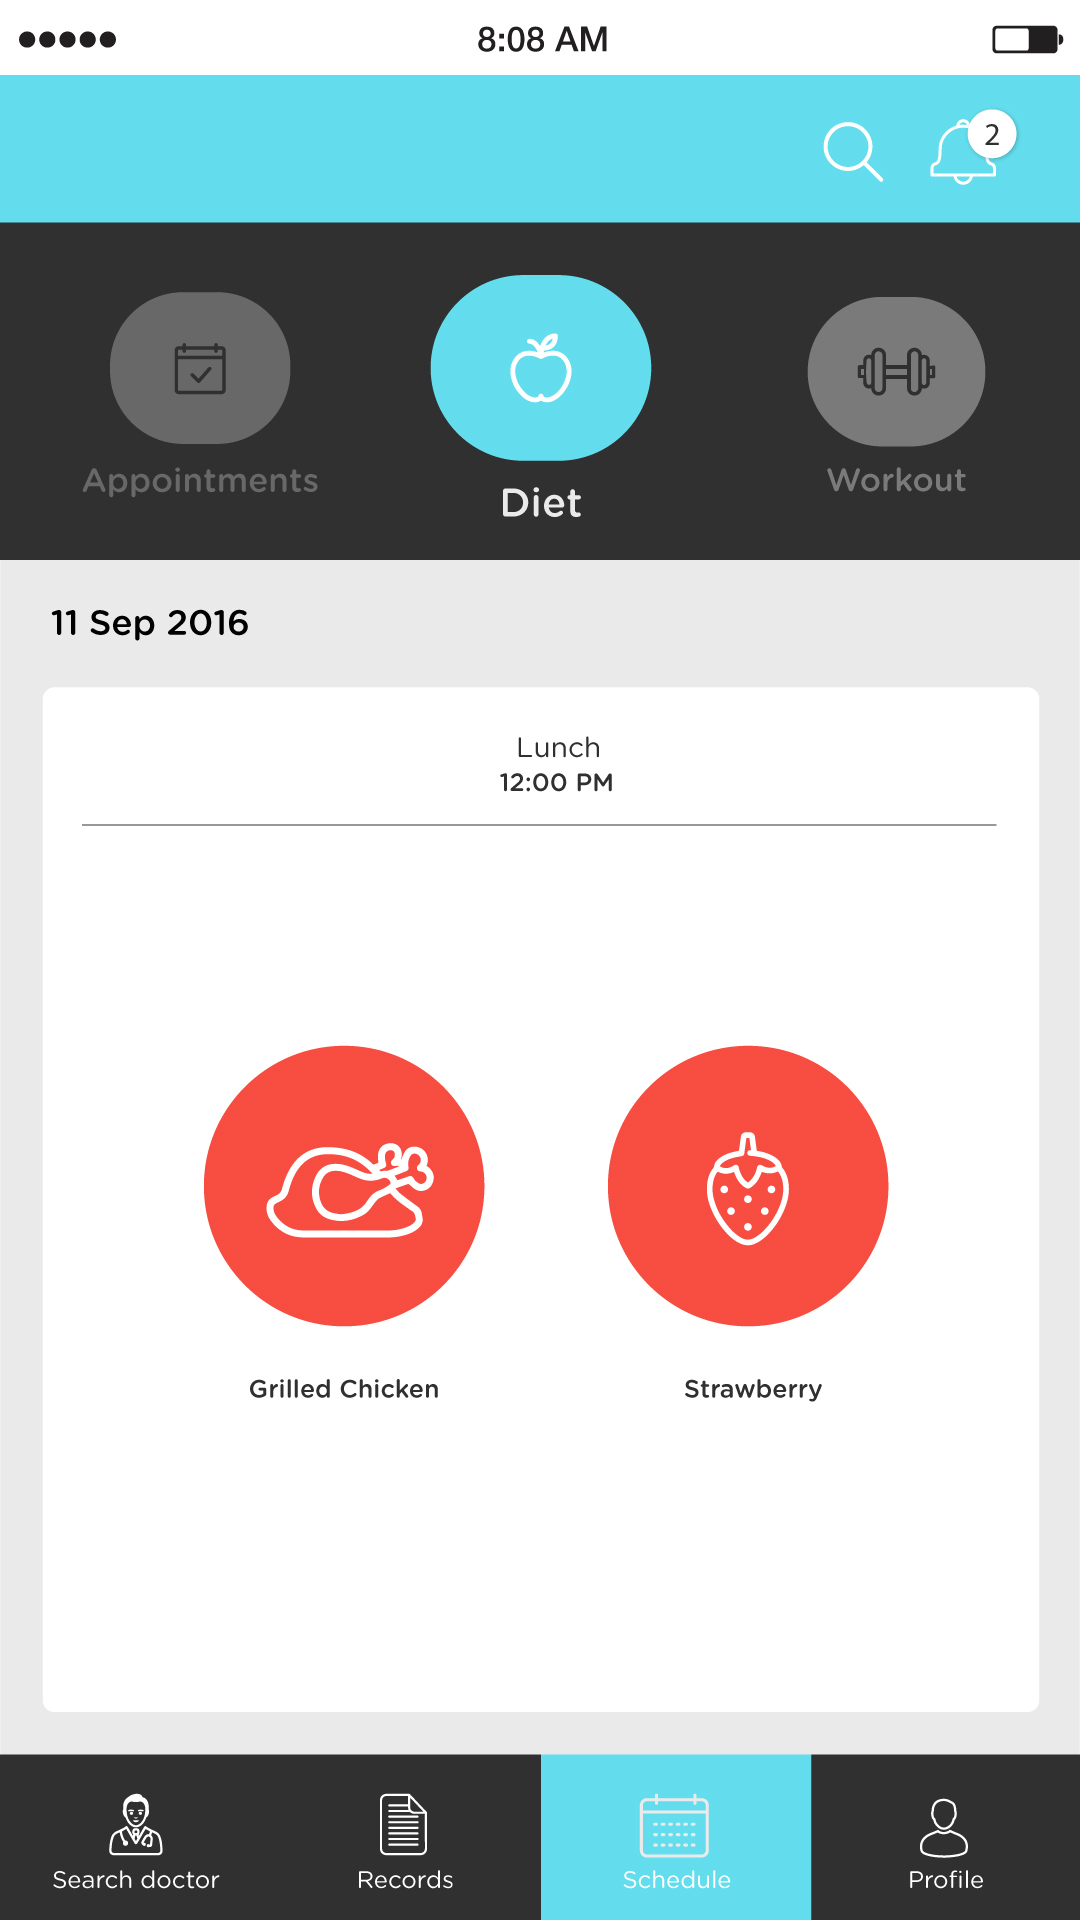 8:08 AM
2
Appointments
Diet
Workout
11 Sep 2016
Lunch
12:00 PM
Grilled Chicken
Strawberry
Search doctor
Records
Schedule
Profile